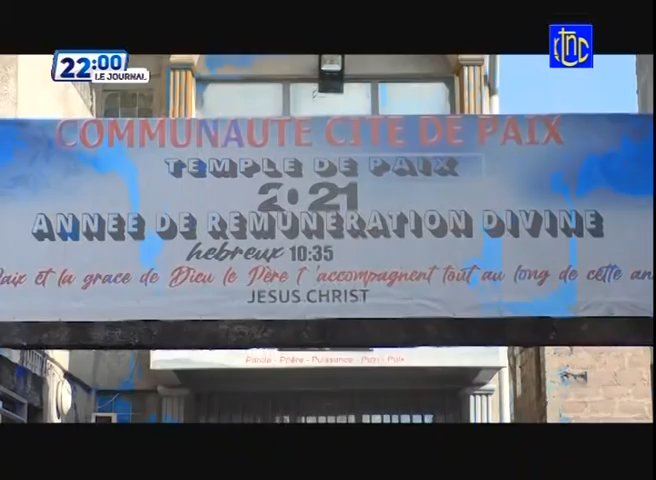 22:00
LE JOURNAL
rtnc
COMMUNAUTE CITE DE PAIX
TEMPLE DE PAIX
2021
ANNEE DE REMUNERATION DIVINE
hebreux 10:35
aix et la grace de Dieu le Père t'accompagnent tout au long de cette an
JESUS.CHRIST
Parole - Prière - Puissance - Paix